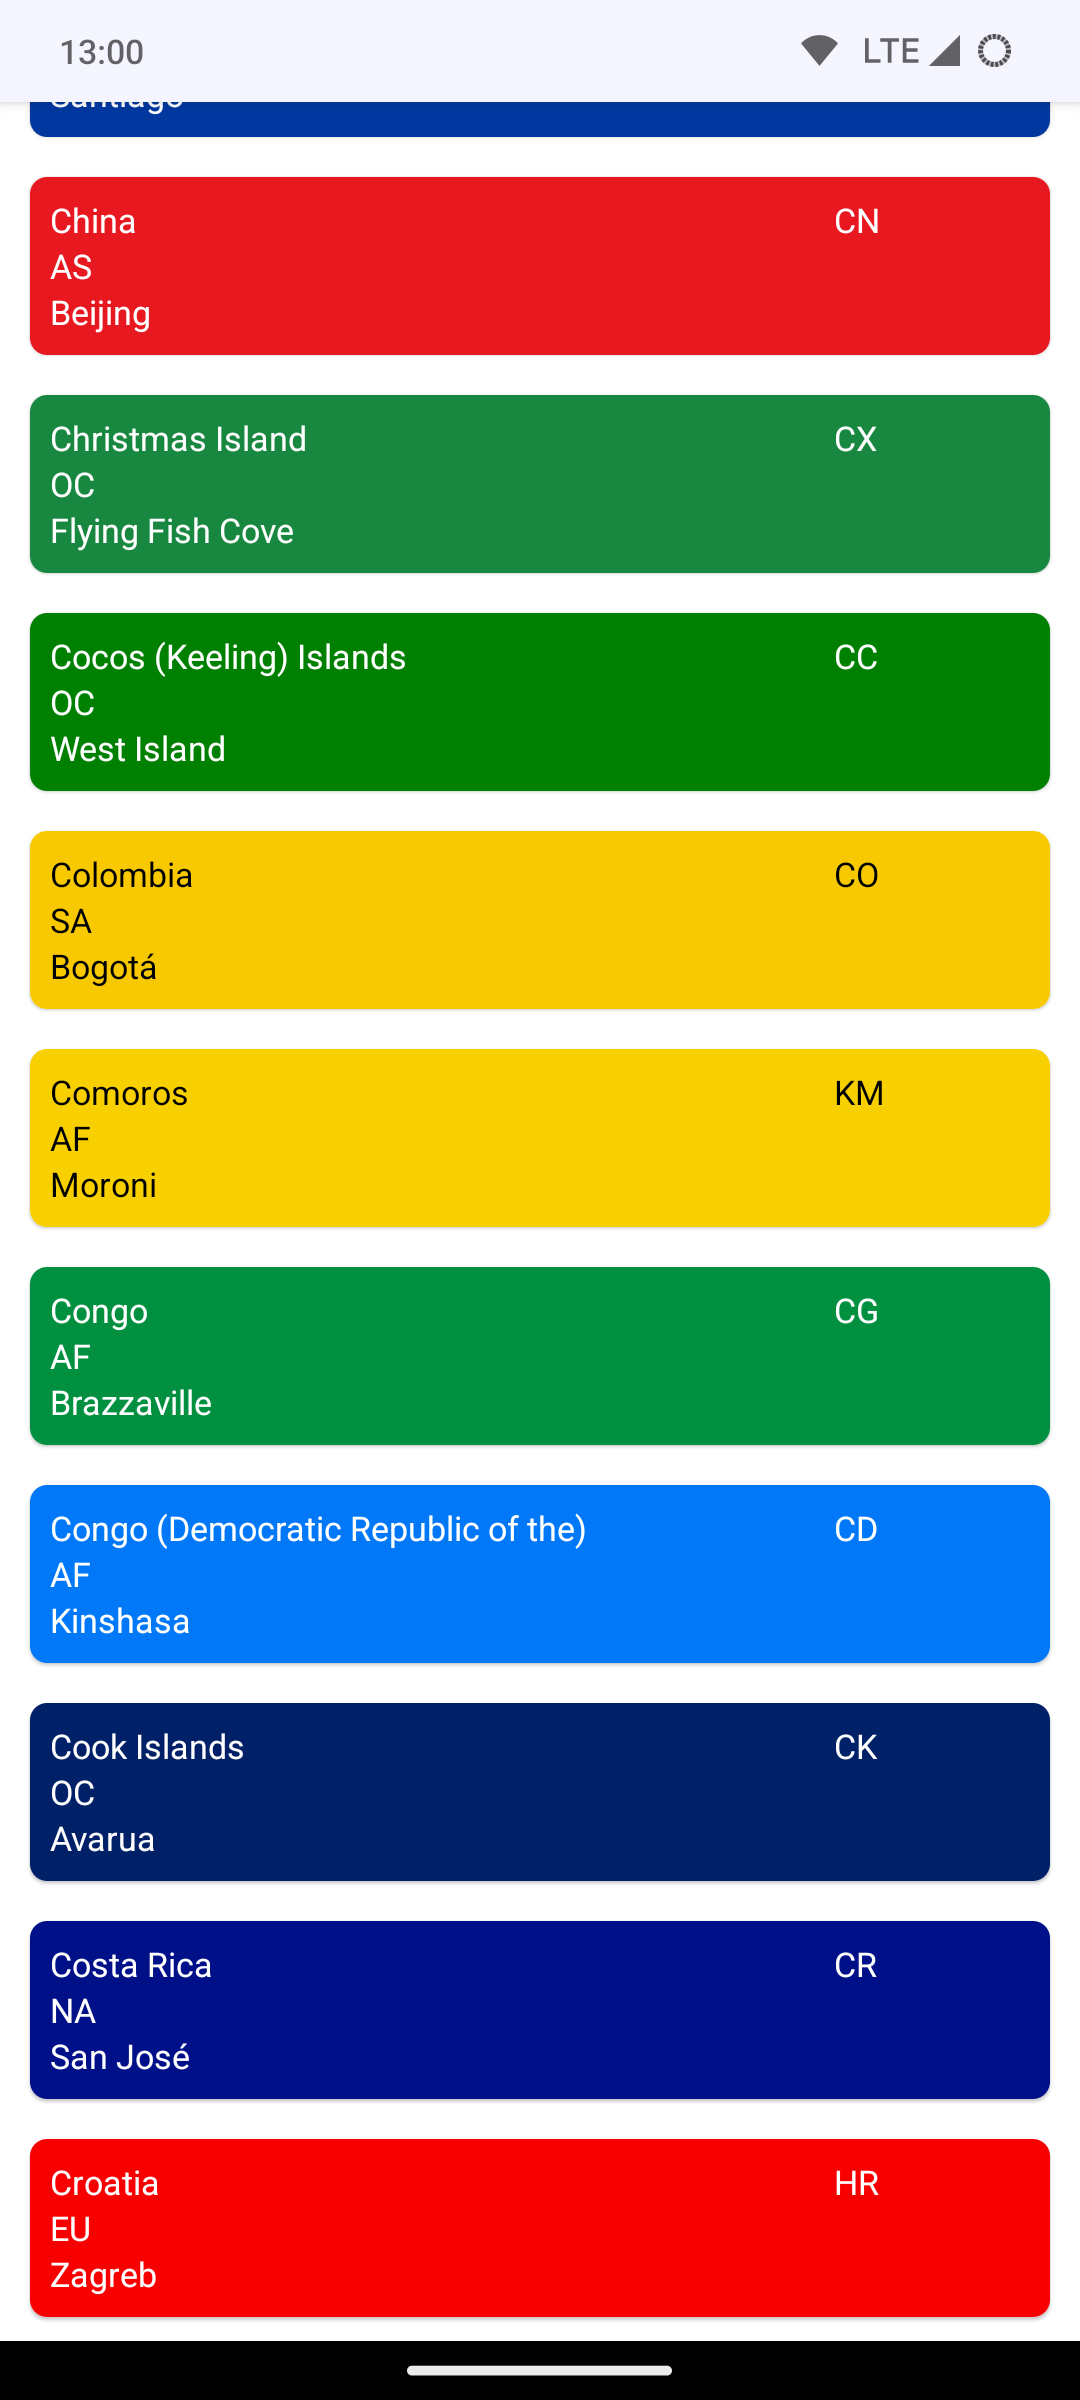 13:00 LTE
Santiago
China CN
AS
Beijing
Christmas Island CX
OC
Flying Fish Cove
Cocos (Keeling) Islands CC
OC
West Island
Colombia CO
SA
Bogotá
Comoros KM
AF
Moroni
Congo CG
AF
Brazzaville
Congo (Democratic Republic of the) CD
AF
Kinshasa
Cook Islands CK
OC
Avarua
Costa Rica CR
NA
San José
Croatia HR
EU
Zagreb